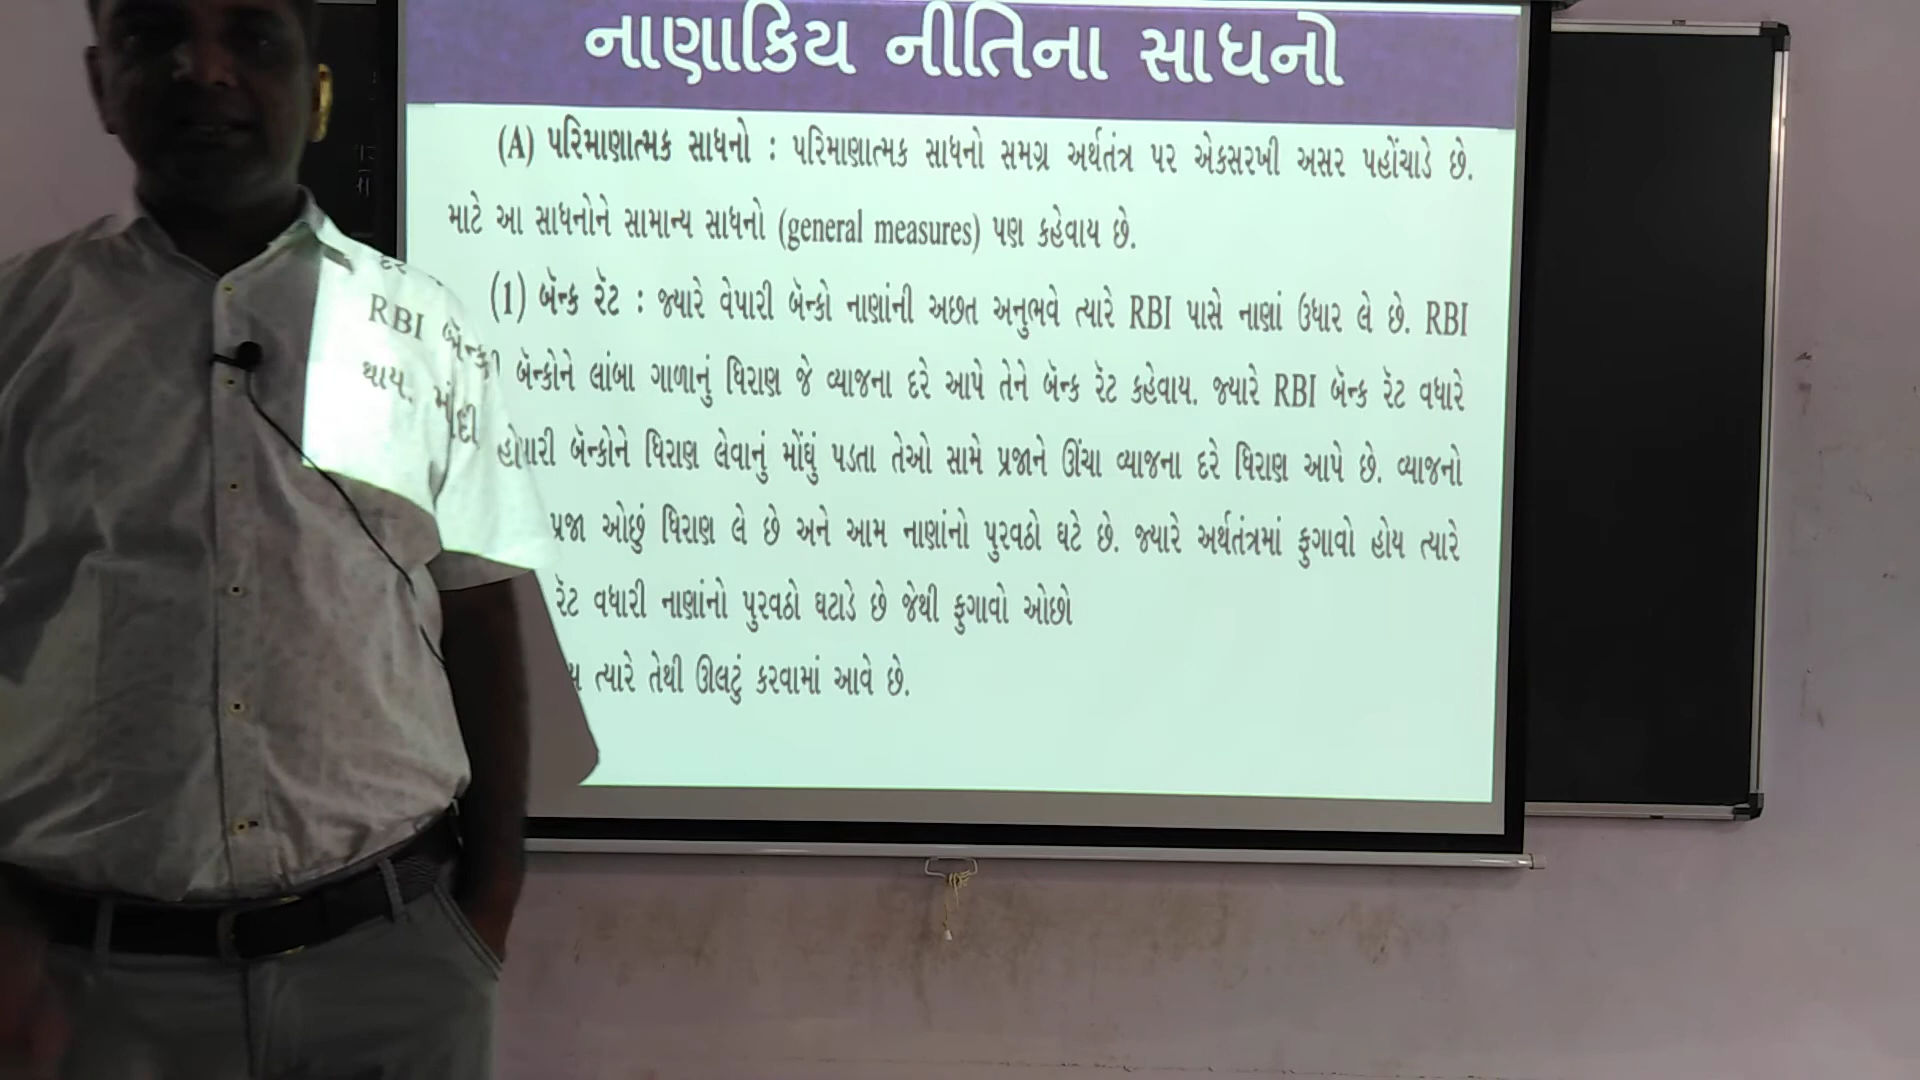 નાણાકિય નીતિના સાધનો
(A) પરિમાણાત્મક સાધનો : પરિમાણાત્મક સાધનો સમગ્ર અર્થતંત્ર પર એકસરખી અસર પહોંચાડે છે.
માટે આ સાધનોને સામાન્ય સાધનો (general measures) પણ કહેવાય છે.
(1) બૅન્ક રૅટ : જ્યારે વેપારી બૅન્કો નાણાંની અછત અનુભવે ત્યારે RBI પાસે નાણાં ઉધાર લે છે. RBI
બૅન્કોને લાંબા ગાળાનું ધિરાણ જે વ્યાજના દરે આપે તેને બૅન્ક રૅટ કહેવાય. જ્યારે RBI બૅન્ક રૅટ વધારે
બૅન્કોને ધિરાણ લેવાનું મોંઘું પડતા તેઓ સામે પ્રજાને ઊંચા વ્યાજના દરે ધિરાણ આપે છે. વ્યાજનો
દર પ્રજા ઓછું ધિરાણ લે છે અને આમ નાણાંનો પુરવઠો ઘટે છે. જ્યારે અર્થતંત્રમાં ફુગાવો હોય ત્યારે
RBI બૅન્ક રૅટ વધારી નાણાંનો પુરવઠો ઘટાડે છે જેથી ફુગાવો ઓછો
થાય. મંદી હોય ત્યારે તેથી ઊલટું કરવામાં આવે છે.